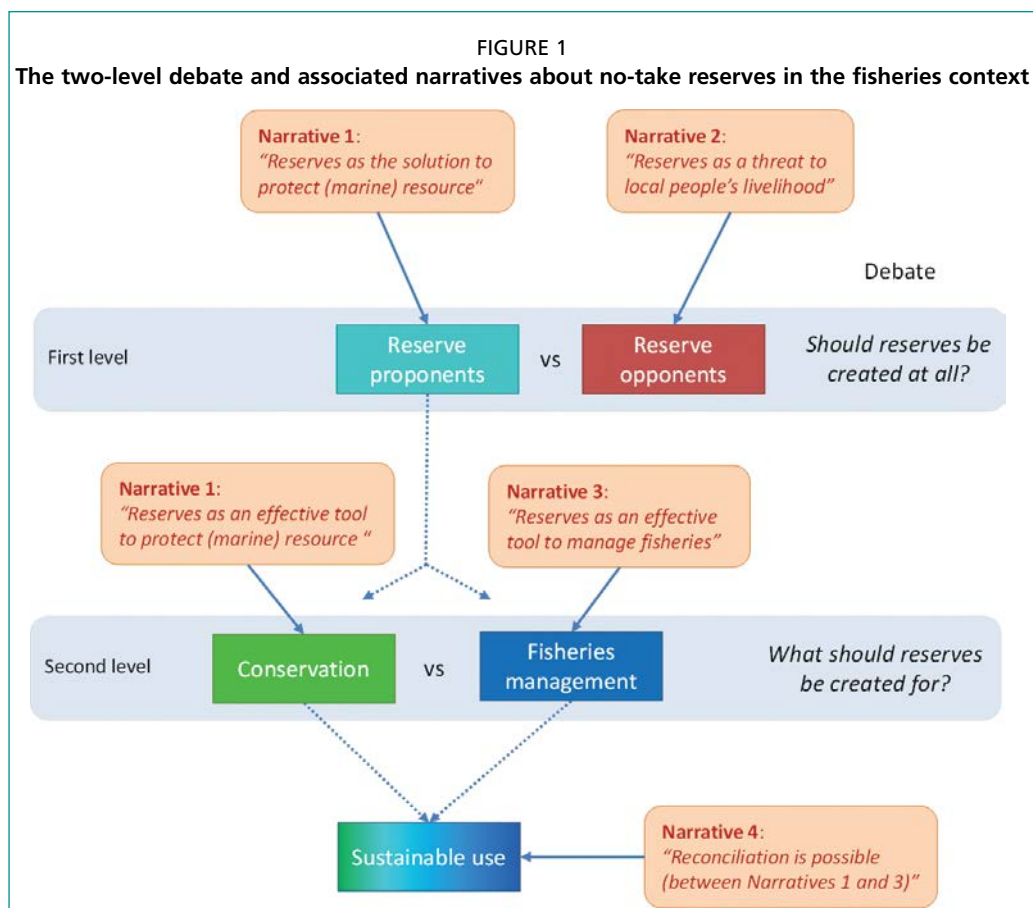 FIGURE 1
The two-level debate and associated narratives about no-take reserves in the fisheries context
Narrative 1:
"Reserves as the solution to
protect (marine) resource"
Narrative 2:
"Reserves as a threat to
local people's livelihood"
Debate
First level
Reserve
proponents
vs
Reserve
opponents
Should reserves be
created at all?
Narrative 1:
"Reserves as an effective tool
to protect (marine) resource "
Narrative 3:
"Reserves as an effective
tool to manage fisheries"
Second level
Conservation
vs
Fisheries
management
What should reserves
be created for?
Sustainable use
Narrative 4:
"Reconciliation is possible
(between Narratives 1 and 3)"